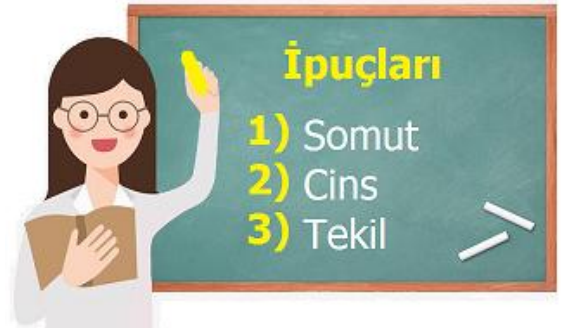 İpuçları
1) Somut
2) Cins
3) Tekil